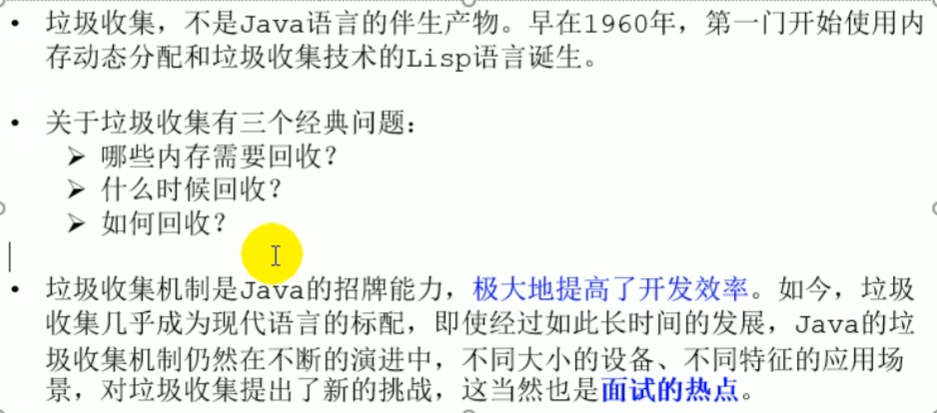 • 垃圾收集，不是Java语言的伴生产物。早在1960年，第一门开始使用内
存动态分配和垃圾收集技术的Lisp语言诞生。
• 关于垃圾收集有三个经典问题：
➢ 哪些内存需要回收？
➢ 什么时候回收？
➢ 如何回收？
• 垃圾收集机制是Java的招牌能力，极大地提高了开发效率。如今，垃圾
收集几乎成为现代语言的标配，即使经过如此长时间的发展，Java的垃
圾收集机制仍然在不断的演进中，不同大小的设备、不同特征的应用场
景，对垃圾收集提出了新的挑战，这当然也是面试的热点。